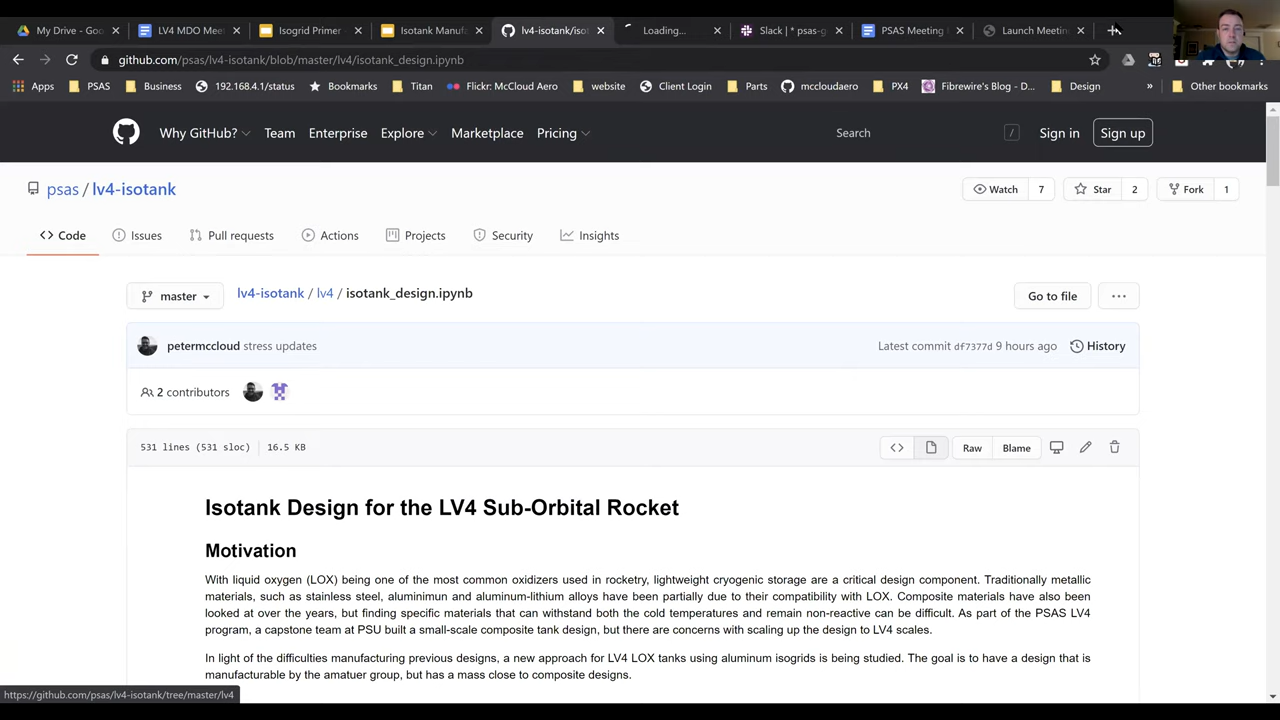 My Drive - Goo
LV4 MDO Mee
Isogrid Primer
Isotank Manuf
lv4-isotank/iso
Loading...
Slack | * psas-g
PSAS Meeting
Launch Meetin
github.com/psas/lv4-isotank/blob/master/lv4/isotank_design.ipynb
Apps
PSAS
Business
192.168.4.1/status
Bookmarks
Titan
Flickr: McCloud Aero
website
Client Login
Parts
mccloudaero
PX4
Fibrewire's Blog - D...
Design
»
Other bookmarks
Why GitHub?
Team
Enterprise
Explore
Marketplace
Pricing
Search
/
Sign in
Sign up
psas / lv4-isotank
Watch 7
Star 2
Fork 1
Code
Issues
Pull requests
Actions
Projects
Security
Insights
master
lv4-isotank / lv4 / isotank_design.ipynb
Go to file
...
petermccloud stress updates
Latest commit df7377d 9 hours ago
History
2 contributors
531 lines (531 sloc)
16.5 KB
<>
Raw
Blame
Isotank Design for the LV4 Sub-Orbital Rocket
Motivation
With liquid oxygen (LOX) being one of the most common oxidizers used in rocketry, lightweight cryogenic storage are a critical design component. Traditionally metallic
materials, such as stainless steel, aluminimun and aluminum-lithium alloys have been partially due to their compatibility with LOX. Composite materials have also been
looked at over the years, but finding specific materials that can withstand both the cold temperatures and remain non-reactive can be difficult. As part of the PSAS LV4
program, a capstone team at PSU built a small-scale composite tank design, but there are concerns with scaling up the design to LV4 scales.
In light of the difficulties manufacturing previous designs, a new approach for LV4 LOX tanks using aluminum isogrids is being studied. The goal is to have a design that is
manufacturable by the amatuer group, but has a mass close to composite designs.
https://github.com/psas/lv4-isotank/tree/master/lv4